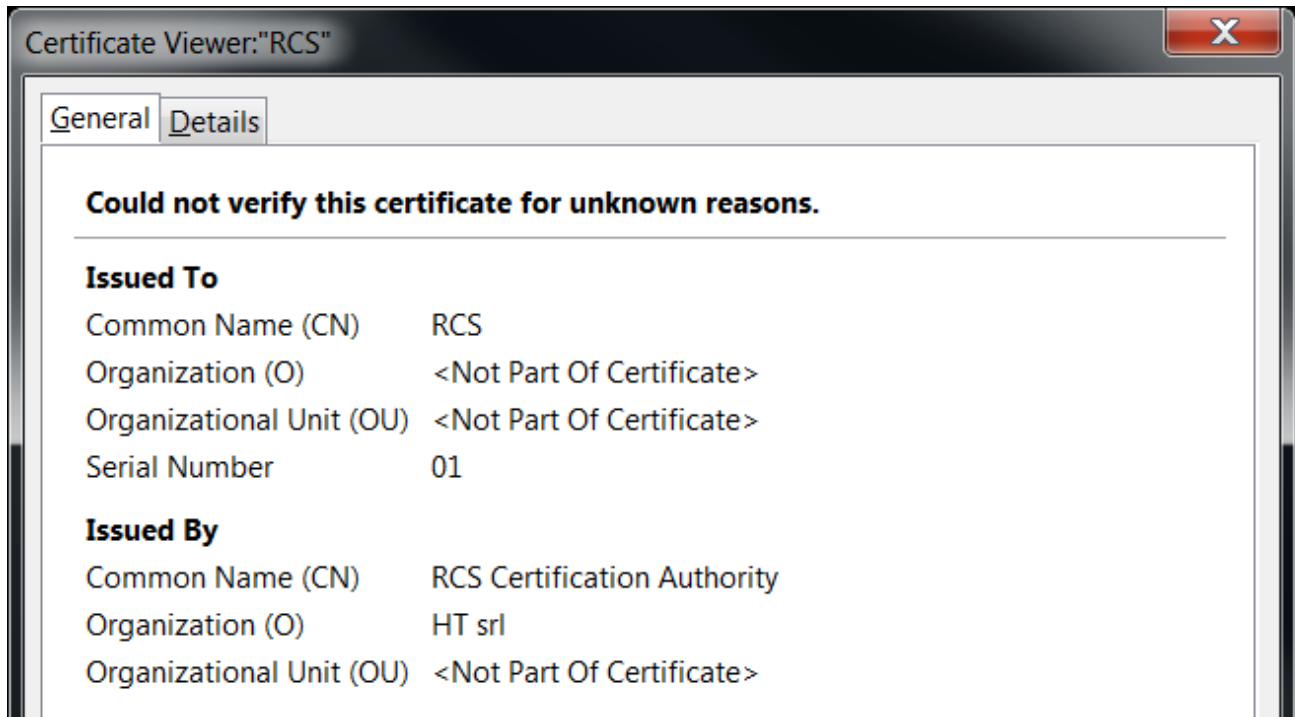 Certificate Viewer:"RCS"
General Details
Could not verify this certificate for unknown reasons.
Issued To
Common Name (CN) RCS
Organization (O) <Not Part Of Certificate>
Organizational Unit (OU) <Not Part Of Certificate>
Serial Number 01
Issued By
Common Name (CN) RCS Certification Authority
Organization (O) HT srl
Organizational Unit (OU) <Not Part Of Certificate>